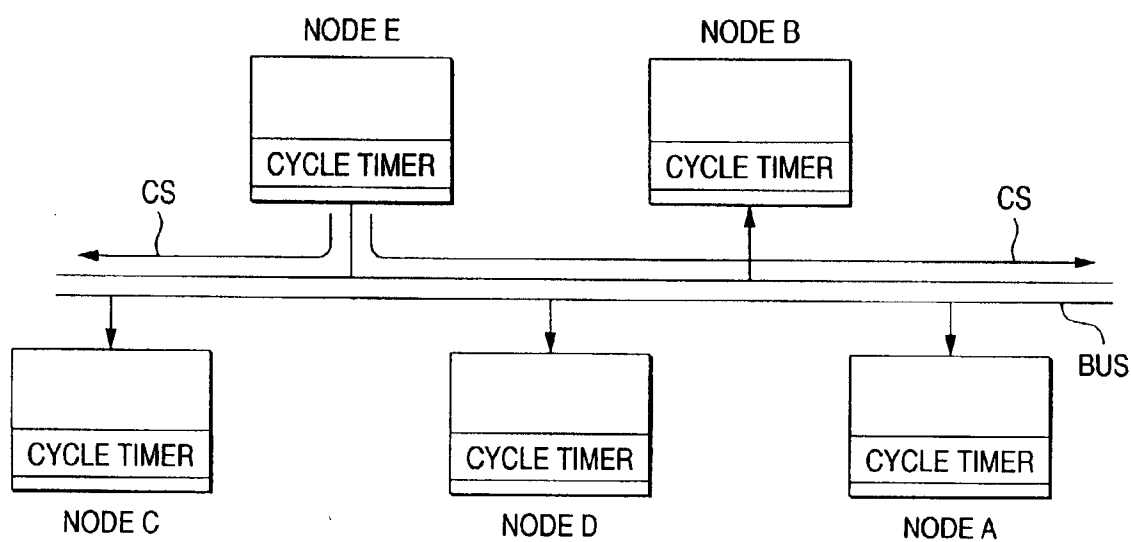 NODE E
NODE B
CYCLE TIMER
CYCLE TIMER
CS
CS
BUS
CYCLE TIMER
CYCLE TIMER
CYCLE TIMER
NODE C
NODE D
NODE A